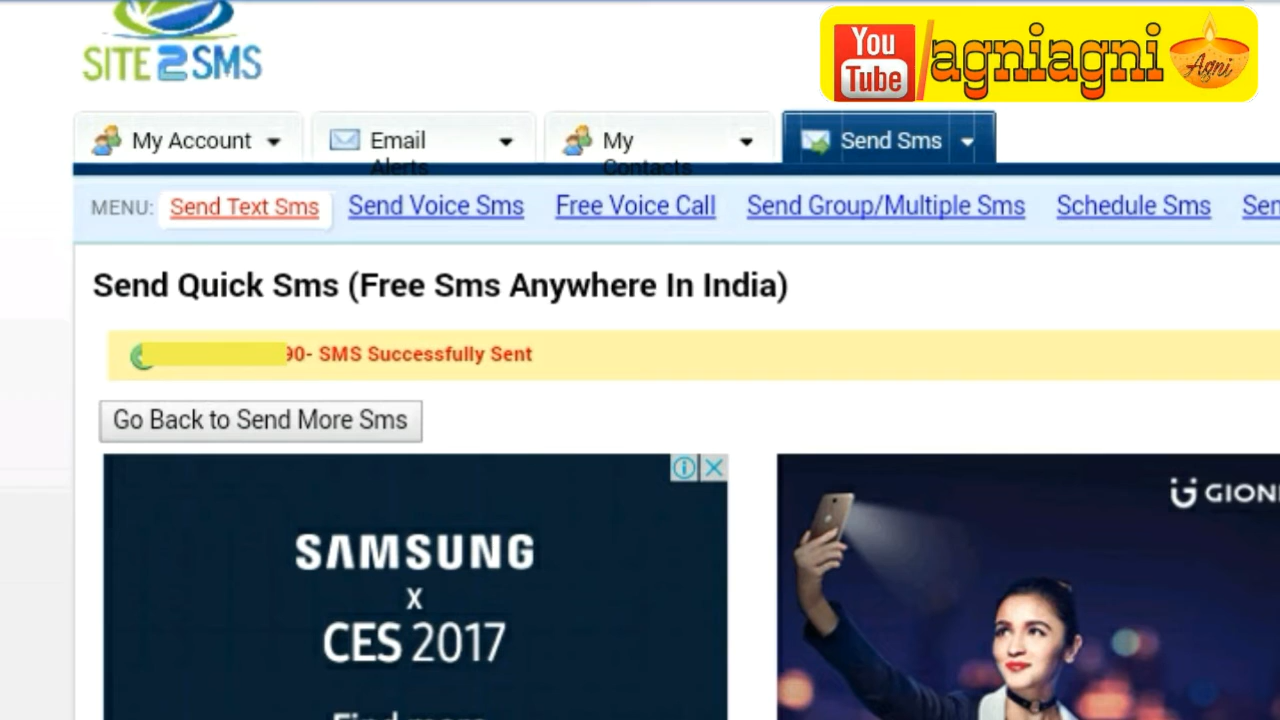 SITE2SMS
You
Tube
/agniagni
Agni
My Account
Email
Alerts
My
Contacts
Send Sms
MENU: Send Text Sms Send Voice Sms Free Voice Call Send Group/Multiple Sms Schedule Sms
Send Quick Sms (Free Sms Anywhere In India)
90- SMS Successfully Sent
Go Back to Send More Sms
SAMSUNG
X
CES 2017
Find more